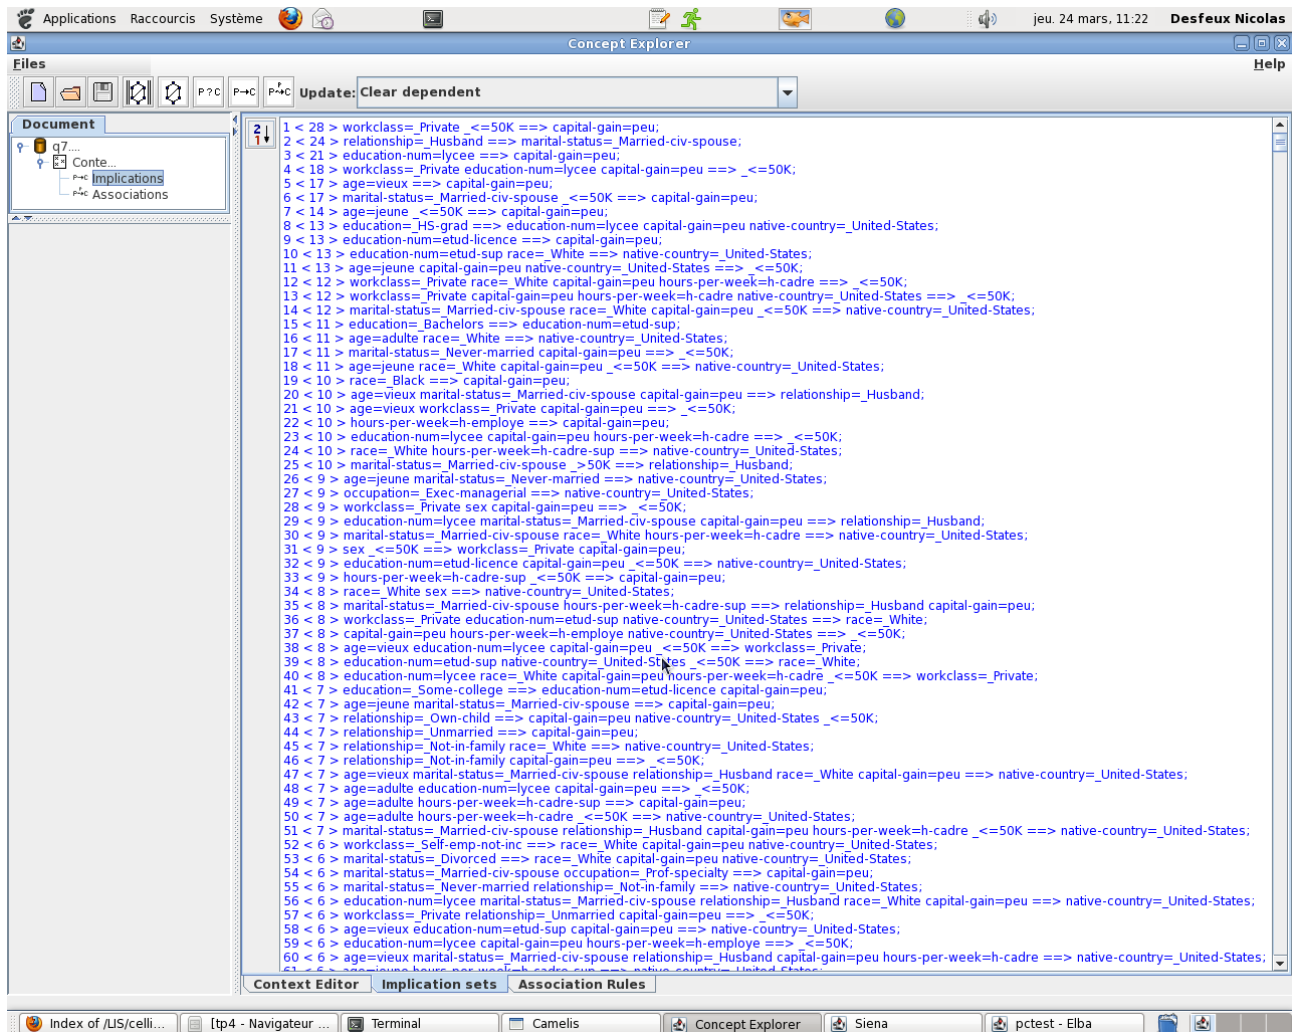 Applications Raccourcis Système jeu. 24 mars, 11:22 Desfeux Nicolas
Concept Explorer
Files Help
P?C P→C P→C Update: Clear dependent
Document
q7....
Conte...
P→C Implications
P→C Associations
2
1
1 < 28 > workclass=_Private _<=50K ==> capital-gain=peu;
2 < 24 > relationship=_Husband ==> marital-status=_Married-civ-spouse;
3 < 21 > education-num=lycee ==> capital-gain=peu;
4 < 18 > workclass=_Private education-num=lycee capital-gain=peu ==> _<=50K;
5 < 17 > age=vieux ==> capital-gain=peu;
6 < 17 > marital-status=_Married-civ-spouse _<=50K ==> capital-gain=peu;
7 < 14 > age=jeune _<=50K ==> capital-gain=peu;
8 < 13 > education=_HS-grad ==> education-num=lycee capital-gain=peu native-country=_United-States;
9 < 13 > education-num=etud-licence ==> capital-gain=peu;
10 < 13 > education-num=etud-sup race=_White ==> native-country=_United-States;
11 < 13 > age=jeune capital-gain=peu native-country=_United-States ==> _<=50K;
12 < 12 > workclass=_Private race=_White capital-gain=peu hours-per-week=h-cadre ==> _<=50K;
13 < 12 > workclass=_Private capital-gain=peu hours-per-week=h-cadre native-country=_United-States ==> _<=50K;
14 < 12 > marital-status=_Married-civ-spouse race=_White capital-gain=peu _<=50K ==> native-country=_United-States;
15 < 11 > education=_Bachelors ==> education-num=etud-sup;
16 < 11 > age=adulte race=_White ==> native-country=_United-States;
17 < 11 > marital-status=_Never-married capital-gain=peu ==> _<=50K;
18 < 11 > age=jeune race=_White capital-gain=peu _<=50K ==> native-country=_United-States;
19 < 10 > race=_Black ==> capital-gain=peu;
20 < 10 > age=vieux marital-status=_Married-civ-spouse capital-gain=peu ==> relationship=_Husband;
21 < 10 > age=vieux workclass=_Private capital-gain=peu ==> _<=50K;
22 < 10 > hours-per-week=h-employe ==> capital-gain=peu;
23 < 10 > education-num=lycee capital-gain=peu hours-per-week=h-cadre ==> _<=50K;
24 < 10 > race=_White hours-per-week=h-cadre-sup ==> native-country=_United-States;
25 < 10 > marital-status=_Married-civ-spouse _>50K ==> relationship=_Husband;
26 < 9 > age=jeune marital-status=_Never-married ==> native-country=_United-States;
27 < 9 > occupation=_Exec-managerial ==> native-country=_United-States;
28 < 9 > workclass=_Private sex capital-gain=peu ==> _<=50K;
29 < 9 > education-num=lycee marital-status=_Married-civ-spouse capital-gain=peu ==> relationship=_Husband;
30 < 9 > marital-status=_Married-civ-spouse race=_White hours-per-week=h-cadre ==> native-country=_United-States;
31 < 9 > sex _<=50K ==> workclass=_Private capital-gain=peu;
32 < 9 > education-num=etud-licence capital-gain=peu _<=50K ==> native-country=_United-States;
33 < 9 > hours-per-week=h-cadre-sup _<=50K ==> capital-gain=peu;
34 < 8 > race=_White sex ==> native-country=_United-States;
35 < 8 > marital-status=_Married-civ-spouse hours-per-week=h-cadre-sup ==> relationship=_Husband capital-gain=peu;
36 < 8 > workclass=_Private education-num=etud-sup native-country=_United-States ==> race=_White;
37 < 8 > capital-gain=peu hours-per-week=h-employe native-country=_United-States ==> _<=50K;
38 < 8 > age=vieux education-num=lycee capital-gain=peu _<=50K ==> workclass=_Private;
39 < 8 > education-num=etud-sup native-country=_United-States _<=50K ==> race=_White;
40 < 8 > education-num=lycee race=_White capital-gain=peu hours-per-week=h-cadre _<=50K ==> workclass=_Private;
41 < 7 > education=_Some-college ==> education-num=etud-licence capital-gain=peu;
42 < 7 > age=jeune marital-status=_Married-civ-spouse ==> capital-gain=peu;
43 < 7 > relationship=_Own-child ==> capital-gain=peu native-country=_United-States _<=50K;
44 < 7 > relationship=_Unmarried ==> capital-gain=peu;
45 < 7 > relationship=_Not-in-family race=_White ==> native-country=_United-States;
46 < 7 > relationship=_Not-in-family capital-gain=peu ==> _<=50K;
47 < 7 > age=vieux marital-status=_Married-civ-spouse relationship=_Husband race=_White capital-gain=peu ==> native-country=_United-States;
48 < 7 > age=adulte education-num=lycee capital-gain=peu ==> _<=50K;
49 < 7 > age=adulte hours-per-week=h-cadre-sup ==> capital-gain=peu;
50 < 7 > age=adulte hours-per-week=h-cadre _<=50K ==> native-country=_United-States;
51 < 7 > marital-status=_Married-civ-spouse relationship=_Husband capital-gain=peu hours-per-week=h-cadre _<=50K ==> native-country=_United-States;
52 < 6 > workclass=_Self-emp-not-inc ==> race=_White capital-gain=peu native-country=_United-States;
53 < 6 > marital-status=_Divorced ==> race=_White capital-gain=peu native-country=_United-States;
54 < 6 > marital-status=_Married-civ-spouse occupation=_Prof-specialty ==> capital-gain=peu;
55 < 6 > marital-status=_Never-married relationship=_Not-in-family ==> native-country=_United-States;
56 < 6 > education-num=lycee marital-status=_Married-civ-spouse relationship=_Husband race=_White capital-gain=peu ==> native-country=_United-States;
57 < 6 > workclass=_Private relationship=_Unmarried capital-gain=peu ==> _<=50K;
58 < 6 > age=vieux education-num=etud-sup capital-gain=peu ==> native-country=_United-States;
59 < 6 > education-num=lycee capital-gain=peu hours-per-week=h-employe ==> _<=50K;
60 < 6 > age=vieux marital-status=_Married-civ-spouse relationship=_Husband capital-gain=peu hours-per-week=h-cadre ==> native-country=_United-States;
61 < 6 > age=jeune hours-per-week=h-cadre-sup ==> native-country=_United-States;
Context Editor Implication sets Association Rules
Index of /LIS/celli... [tp4 - Navigateur ... Terminal Camelis Concept Explorer Siena pctest - Elba